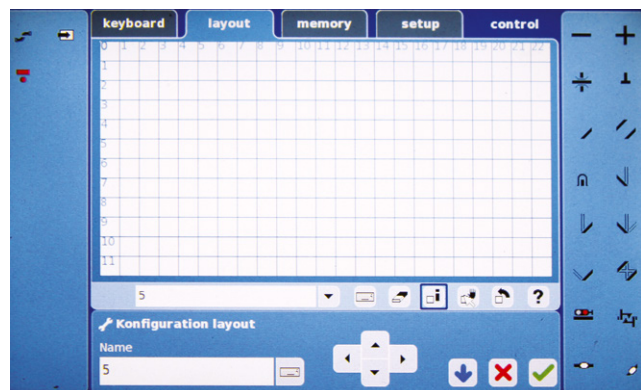 keyboard layout memory setup control
0 1 2 3 4 5 6 7 8 9 10 11 12 13 14 15 16 17 18 19 20 21 22
1
2
3
4
5
6
7
8
9
10
11
5 i ?
Konfiguration layout
Name
5